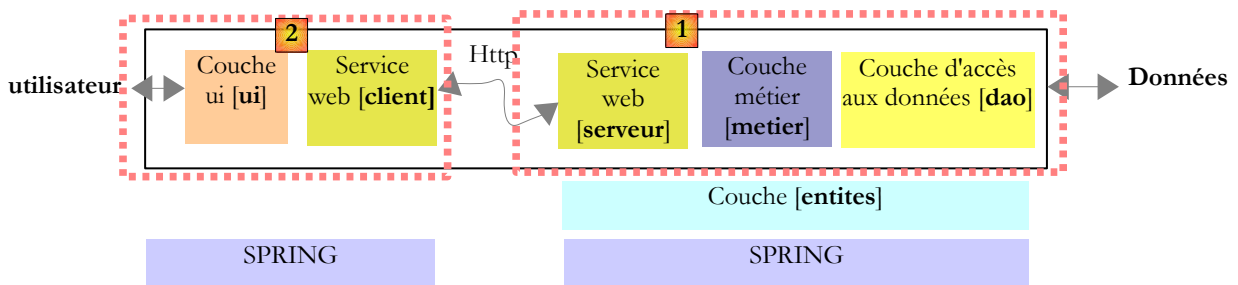 2
1
utilisateur
Couche
ui [ui]
Service
web [client]
Http
Service
web
[serveur]
Couche
métier
[metier]
Couche d'accès
aux données [dao]
Données
Couche [entites]
SPRING
SPRING